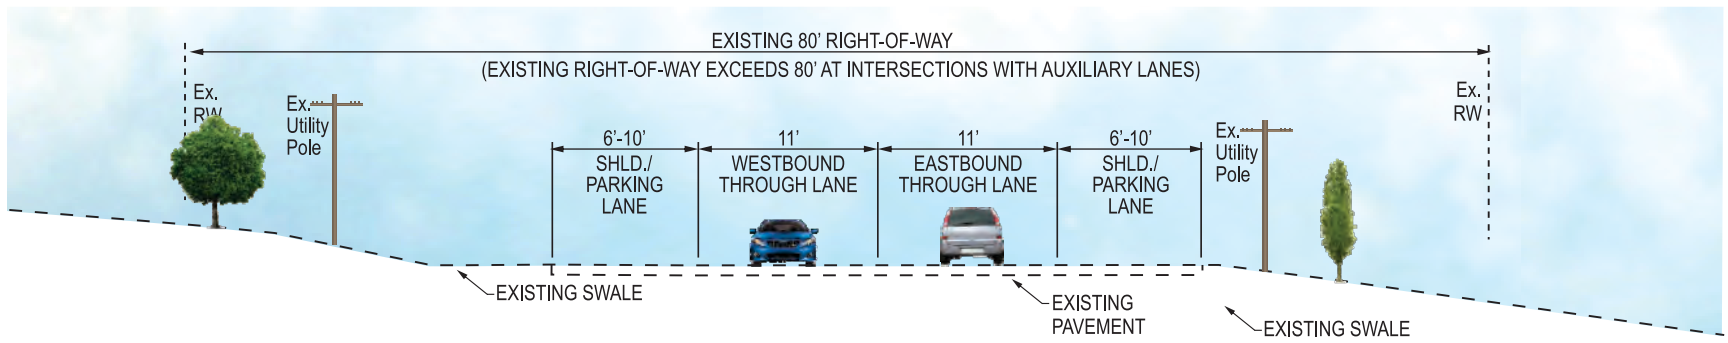 EXISTING 80' RIGHT-OF-WAY
(EXISTING RIGHT-OF-WAY EXCEEDS 80' AT INTERSECTIONS WITH AUXILIARY LANES)
Ex.
RW
Ex.
Utility
Pole
6'-10'
SHLD./
PARKING
LANE
11'
WESTBOUND
THROUGH LANE
11'
EASTBOUND
THROUGH LANE
6'-10'
SHLD./
PARKING
LANE
Ex.
Utility
Pole
Ex.
RW
EXISTING SWALE
EXISTING
PAVEMENT
EXISTING SWALE